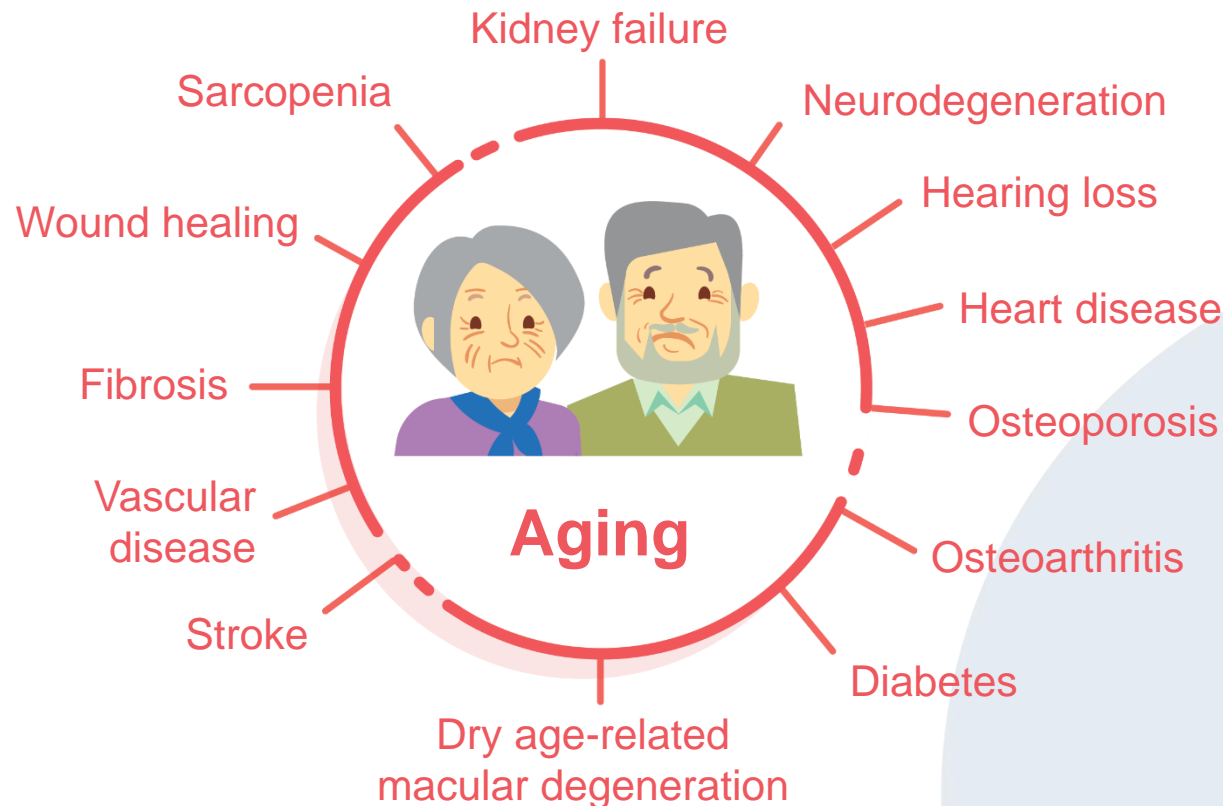 Kidney failure
Sarcopenia
Neurodegeneration
Hearing loss
Wound healing
Heart disease
Fibrosis
Osteoporosis
Vascular
disease
Aging
Osteoarthritis
Stroke
Diabetes
Dry age-related
macular degeneration